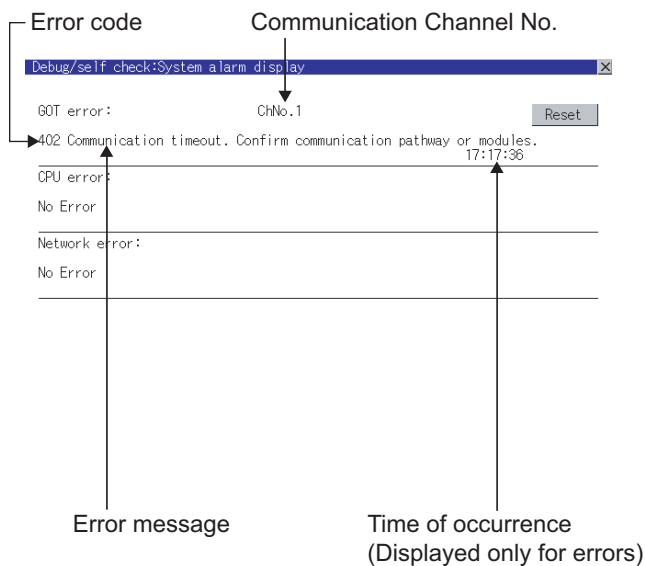 Error code Communication Channel No.
Debug/self check:System alarm display
GOT error: ChNo.1 Reset
402 Communication timeout. Confirm communication pathway or modules.
17:17:36
CPU error:
No Error
Network error:
No Error
Error message Time of occurrence
(Displayed only for errors)